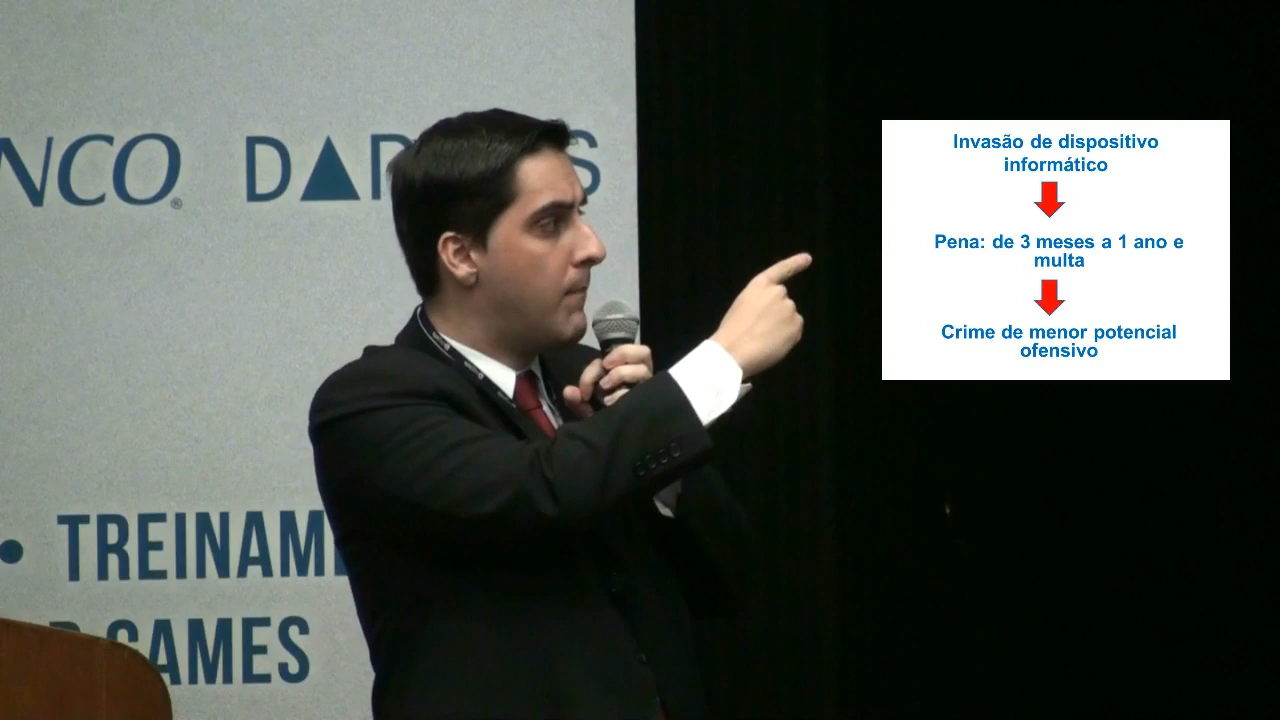 NCO®
TREINAM
GAMES
Invasão de dispositivo
informático
Pena: de 3 meses a 1 ano e
multa
Crime de menor potencial
ofensivo